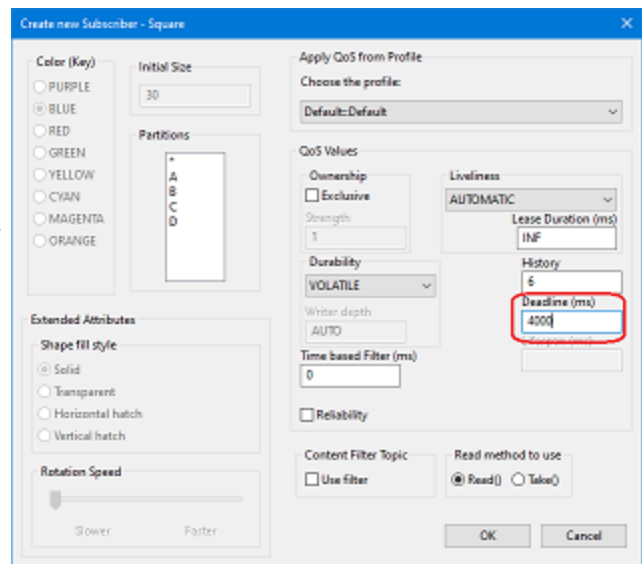 Create new Subscriber - Square
Color (Key)
PURPLE
BLUE
RED
GREEN
YELLOW
CYAN
MAGENTA
ORANGE
Initial Size
30
Partitions
*
A
B
C
D
Extended Attributes
Shape fill style
Solid
Transparent
Horizontal hatch
Vertical hatch
Rotation Speed
Slower Faster
Apply QoS from Profile
Choose the profile:
Default::Default
QoS Values
Ownership
Exclusive
Strength
1
Liveliness
AUTOMATIC
Lease Duration (ms)
INF
Durability
VOLATILE
Writer depth
AUTO
History
6
Deadline (ms)
4000
Lifespan (ms)
Time based Filter (ms)
0
Reliability
Content Filter Topic
Use filter
Read method to use
Read() Take()
OK Cancel